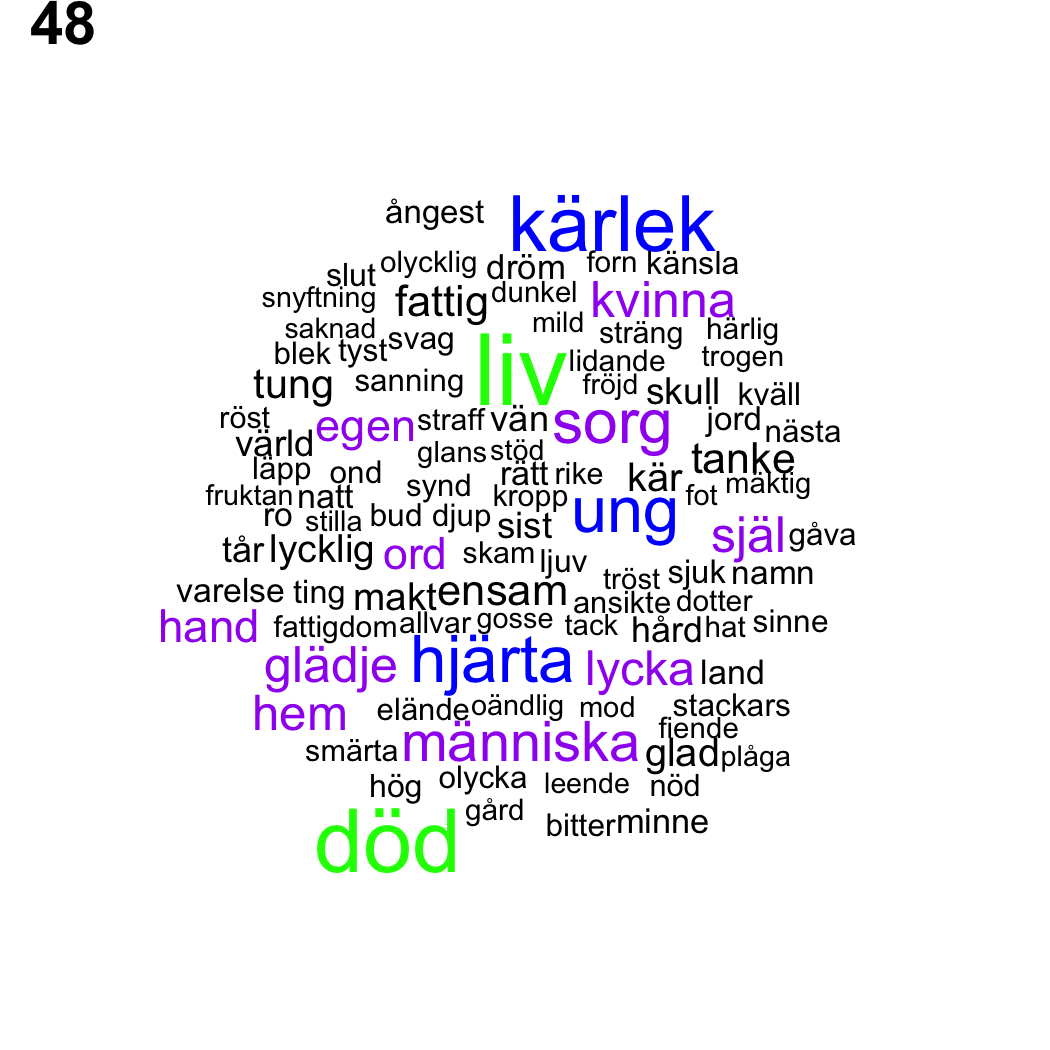 48
ångest kärlek
slut olycklig dröm forn känsla
snyftning fattig dunkel kvinna
saknad svag mild sträng härlig
blek tyst liv lidande trogen
tung sanning fröjd skull kväll
röst egen straff vän sorg jord nästa
värld glans stöd tanke
läpp ond synd rätt rike kär mäktig
fruktan natt kropp ung fot
ro stilla bud djup sist själ gåva
tår lycklig ord skam ljuv
varelse ting makt ensam tröst sjuk namn
ansikte dotter
hand fattigdom allvar gosse tack hård hat sinne
glädje hjärta lycka land
hem elände oändlig mod stackars
smärta människa fiende glad plåga
hög olycka leende nöd
död gård bitter minne